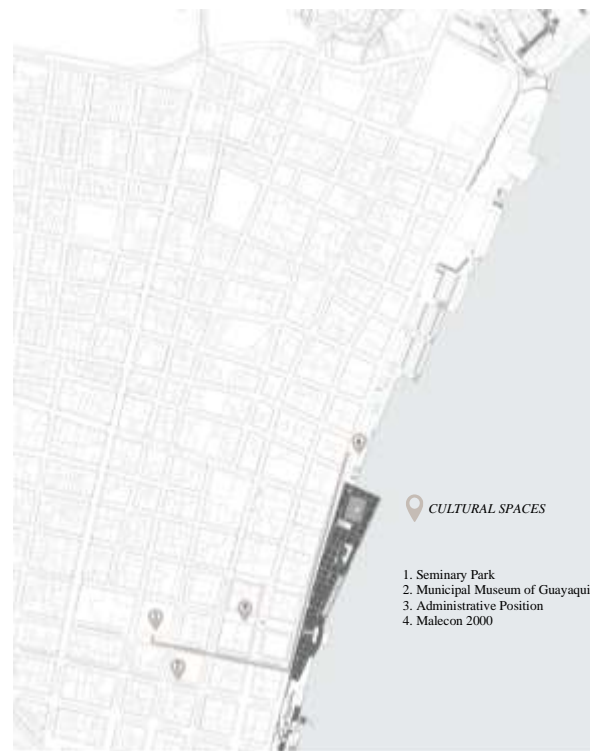 CULTURAL SPACES
1. Seminary Park
2. Municipal Museum of Guayaqui
3. Administrative Position
4. Malecon 2000